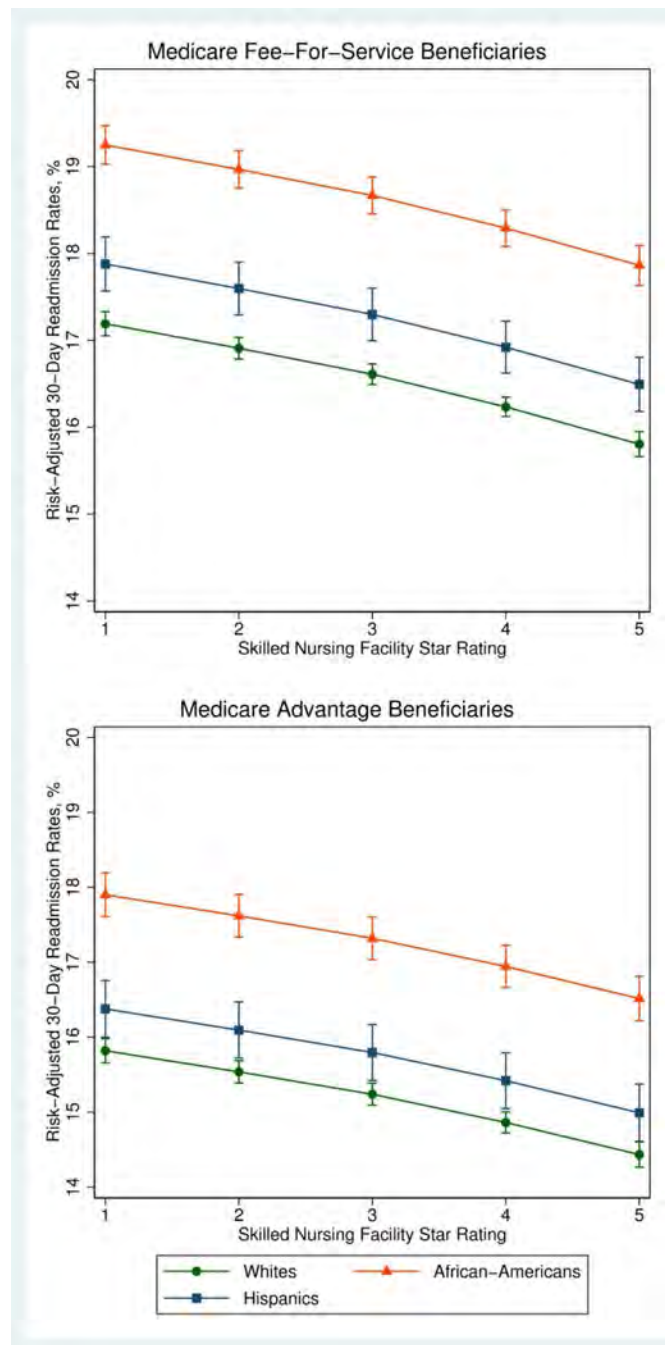 Medicare Fee−For−Service Beneficiaries
Risk−Adjusted 30−Day Readmission Rates, %
20
19
18
17
16
15
14
1 2 3 4 5
Skilled Nursing Facility Star Rating
Medicare Advantage Beneficiaries
Risk−Adjusted 30−Day Readmission Rates, %
20
19
18
17
16
15
14
1 2 3 4 5
Skilled Nursing Facility Star Rating
Whites African−Americans
Hispanics